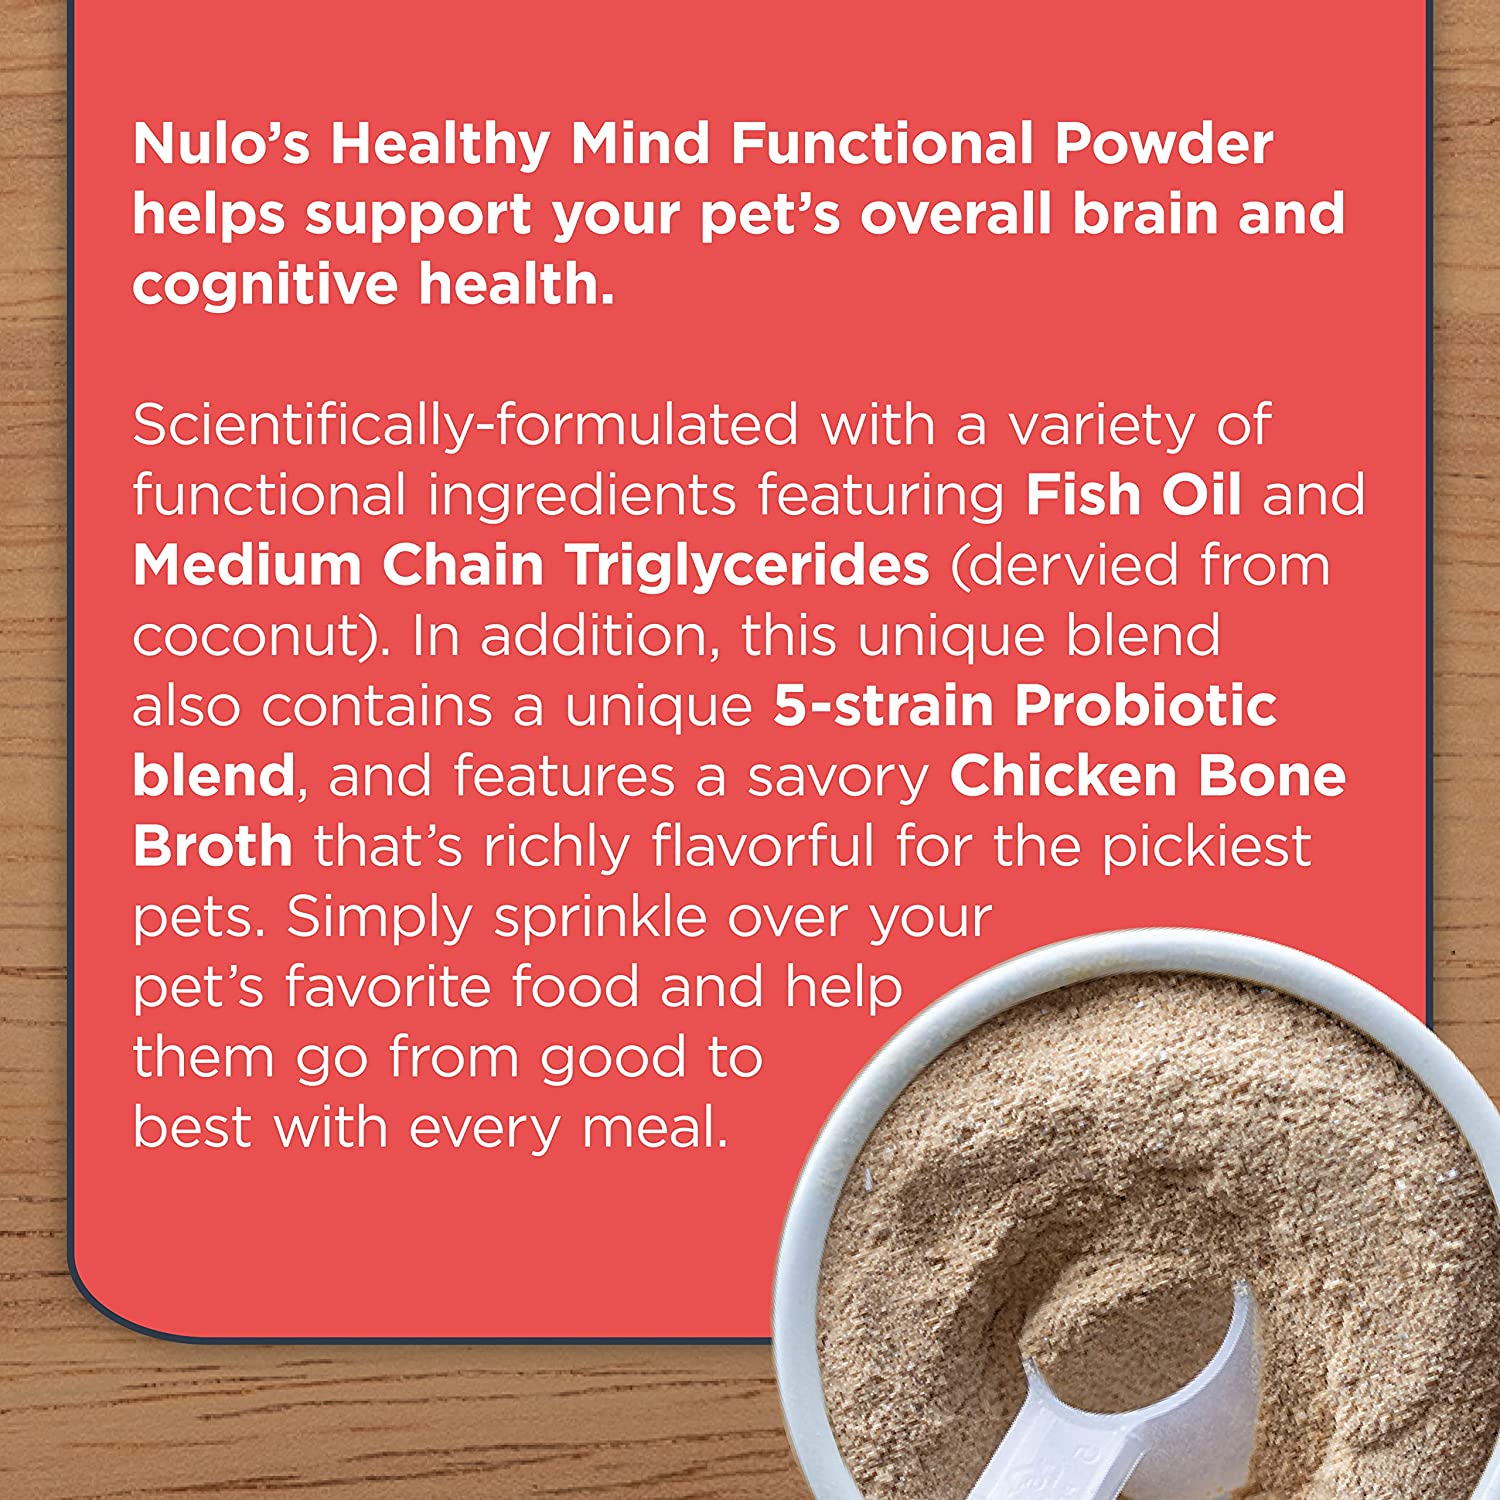 Nulo’s Healthy Mind Functional Powder
helps support your pet’s overall brain and
cognitive health.
Scientifically-formulated with a variety of
functional ingredients featuring Fish Oil and
Medium Chain Triglycerides (dervied from
coconut). In addition, this unique blend
also contains a unique 5-strain Probiotic
blend, and features a savory Chicken Bone
Broth that’s richly flavorful for the pickiest
pets. Simply sprinkle over your
pet’s favorite food and help
them go from good to
best with every meal.